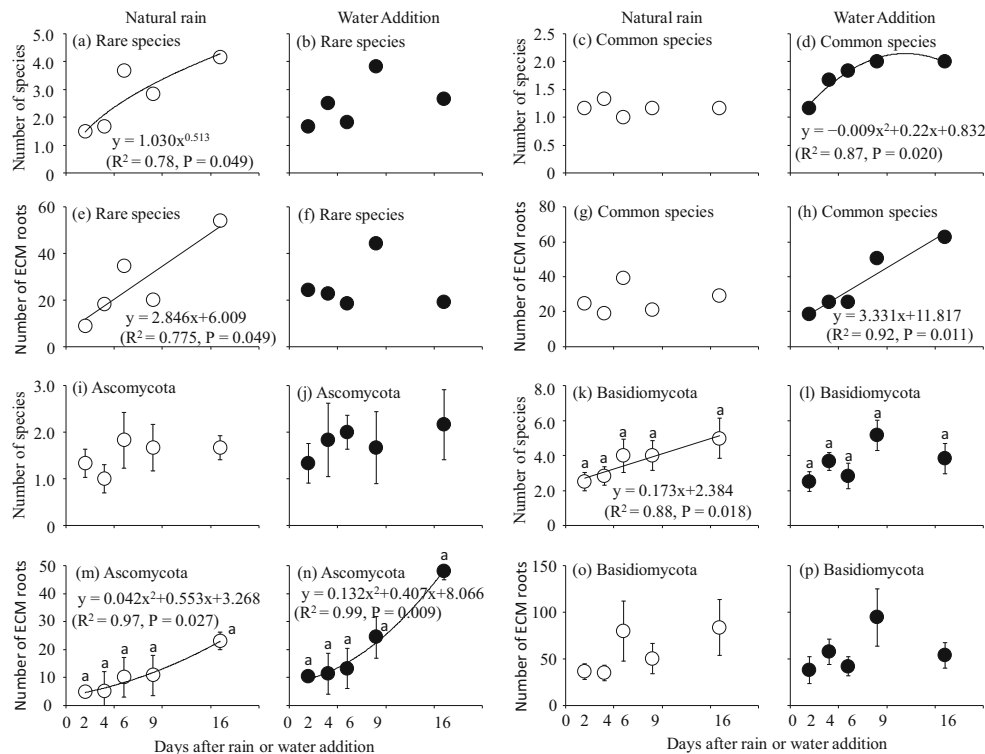 Natural rain
Water Addition
Natural rain
Water Addition
Number of species
5.0
4.0
3.0
2.0
1.0
0
(a) Rare species
y = 1.030x^0.513
(R² = 0.78, P = 0.049)
(b) Rare species
2.5
2.0
1.5
1.0
0.5
0
Number of species
(c) Common species
(d) Common species
y = −0.009x²+0.22x+0.832
(R² = 0.87, P = 0.020)
Number of ECM roots
60
40
20
0
(e) Rare species
y = 2.846x+6.009
(R² = 0.775, P = 0.049)
(f) Rare species
Number of ECM roots
80
60
40
20
0
(g) Common species
(h) Common species
y = 3.331x+11.817
(R² = 0.92, P = 0.011)
Number of species
3.0
2.0
1.0
0
(i) Ascomycota
(j) Ascomycota
Number of species
8.0
6.0
4.0
2.0
0
(k) Basidiomycota
a a a a a
y = 0.173x+2.384
(R² = 0.88, P = 0.018)
(l) Basidiomycota
a a a a a
Number of ECM roots
50
40
30
20
10
0
(m) Ascomycota
y = 0.042x²+0.553x+3.268
(R² = 0.97, P = 0.027)
a a a a a
(n) Ascomycota
y = 0.132x²+0.407x+8.066
(R² = 0.99, P = 0.009)
a a a a a
Number of ECM roots
150
100
50
0
(o) Basidiomycota
(p) Basidiomycota
0 2 4 6 9 16
0 2 4 6 9 16
0 2 4 6 9 16
0 2 4 6 9 16
Days after rain or water addition
Days after rain or water addition